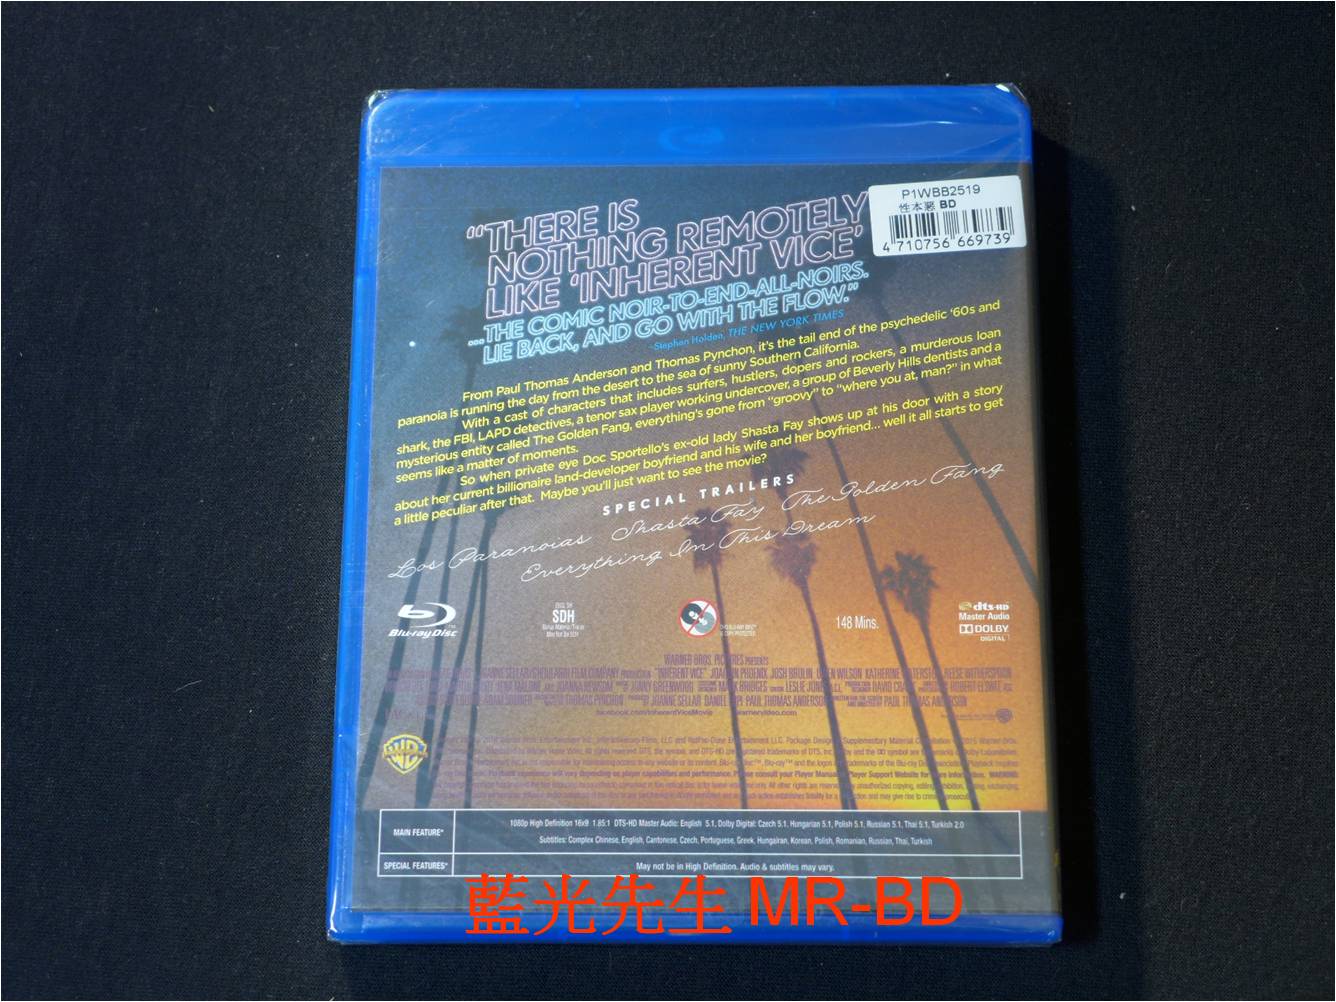 P1WBB2519
性本惡 BD
4 710756 669739
“THERE IS
NOTHING REMOTELY
LIKE ‘INHERENT VICE’
...THE COMIC NOIR-TO-END-ALL-NOIRS.
LIE BACK, AND GO WITH THE FLOW.”
–Stephen Holden, THE NEW YORK TIMES
From Paul Thomas Anderson and Thomas Pynchon, it’s the tail end of the psychedelic ’60s and
paranoia is running the day from the desert to the sea of sunny Southern California.
With a cast of characters that includes surfers, hustlers, dopers and rockers, a murderous loan
shark, the FBI, LAPD detectives, a tenor sax player working undercover, a group of Beverly Hills dentists and a
mysterious entity called The Golden Fang, everything’s gone from “groovy” to “where you at, man?” in what
seems like a matter of moments.
So when private eye Doc Sportello’s ex-old lady Shasta Fay shows up at his door with a story
about her current billionaire land-developer boyfriend and his wife and her boyfriend... well it all starts to get
a little peculiar after that. Maybe you’ll just want to see the movie?
SPECIAL TRAILERS
Los Paranoias Shasta Fay The Golden Fang
Everything In This Dream
Blu-ray Disc
SDH
148 Mins.
dts-HD
Master Audio
DOLBY
DIGITAL
WARNER BROS. PICTURES PRESENTS
"INHERENT VICE" JOAQUIN PHOENIX JOSH BROLIN OWEN WILSON KATHERINE WATERSTON REESE WITHERSPOON
JENA MALONE AND JOANNA NEWSOM JONNY GREENWOOD MARK BRIDGES LESLIE JONES
THOMAS PYNCHON JOANNE SELLAR DANIEL LUPI PAUL THOMAS ANDERSON PAUL THOMAS ANDERSON
facebook.com/InherentViceMovie warnervideo.com
WB
MAIN FEATURE*
1080p High Definition 16x9 1.85:1 DTS-HD Master Audio: English 5.1, Dolby Digital: Czech 5.1, Hungarian 5.1, Polish 5.1, Russian 5.1, Thai 5.1, Turkish 2.0
Subtitles: Complex Chinese, English, Cantonese, Czech, Portuguese, Greek, Hungarian, Korean, Polish, Romanian, Russian, Thai, Turkish
SPECIAL FEATURES*
May not be in High Definition. Audio & subtitles may vary.
藍光先生 MR-BD